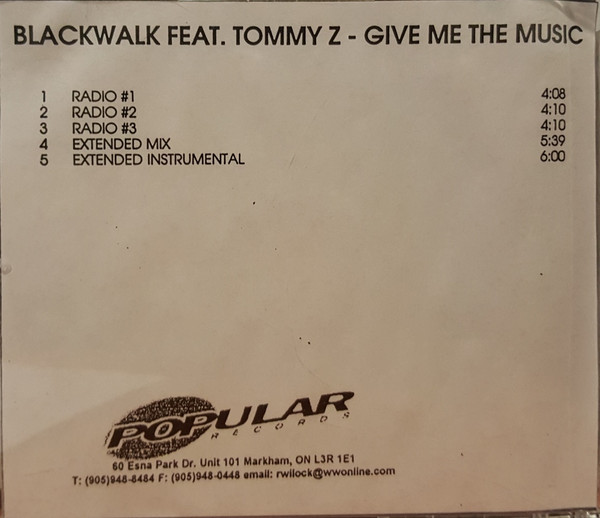 BLACKWALK FEAT. TOMMY Z - GIVE ME THE MUSIC
1 RADIO #1 4:08
2 RADIO #2 4:10
3 RADIO #3 4:10
4 EXTENDED MIX 5:39
5 EXTENDED INSTRUMENTAL 6:00
POPULAR
RECORDS
60 Esna Park Dr. Unit 101 Markham, ON L3R 1E1
T: (905)948-8484 F: (905)948-0448 email: rwilock@wwonline.com